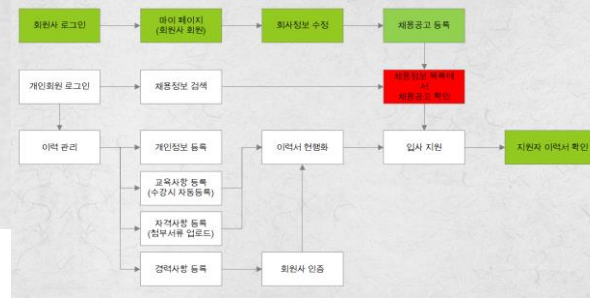 회원사 로그인
마이 페이지
(회원사 회원)
회사정보 수정
채용공고 등록
개인회원 로그인
채용정보 검색
채용정보 목록에
서
채용공고 확인
이력 관리
개인정보 등록
이력서 현행화
입사 지원
지원자 이력서 확인
교육사항 등록
(수강시 자동등록)
자격사항 등록
(첨부서류 업로드)
경력사항 등록
회원사 인증